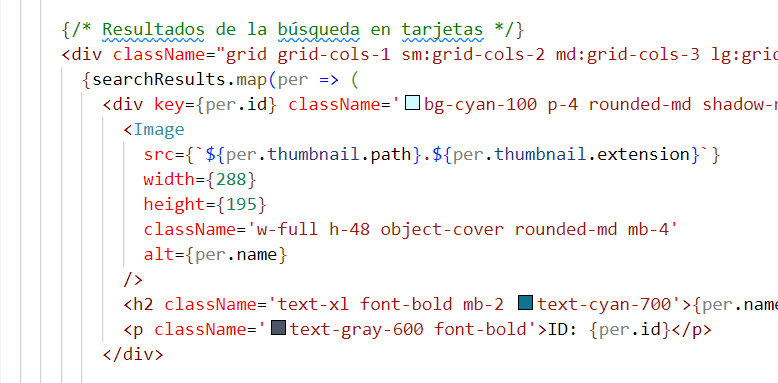 {/* Resultados de la búsqueda en tarjetas */}
<div className="grid grid-cols-1 sm:grid-cols-2 md:grid-cols-3 lg:grid
{searchResults.map(per => (
<div key={per.id} className='bg-cyan-100 p-4 rounded-md
<Image
src={`${per.thumbnail.path}.${per.thumbnail.extension}`}
width={288}
height={195}
className='w-full h-48 object-cover rounded-md mb-4'
alt={per.name}
/>
<h2 className='text-xl font-bold mb-2 text-cyan-700'>{per.name
<p className='text-gray-600 font-bold'>ID: {per.id}</p>
</div>